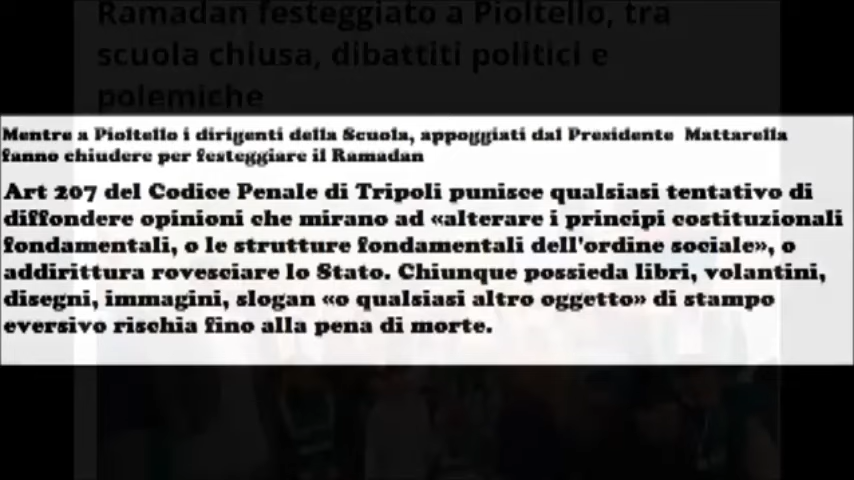 Ramadan festeggiato a Pioltello, tra
scuola chiusa, dibattiti politici e
polemiche
Mentre a Pioltello i dirigenti della Scuola, appoggiati dal Presidente Mattarella
fanno chiudere per festeggiare il Ramadan
Art 207 del Codice Penale di Tripoli punisce qualsiasi tentativo di
diffondere opinioni che mirano ad «alterare i principi costituzionali
fondamentali, o le strutture fondamentali dell'ordine sociale», o
addirittura rovesciare lo Stato. Chiunque possieda libri, volantini,
disegni, immagini, slogan «o qualsiasi altro oggetto» di stampo
eversivo rischia fino alla pena di morte.